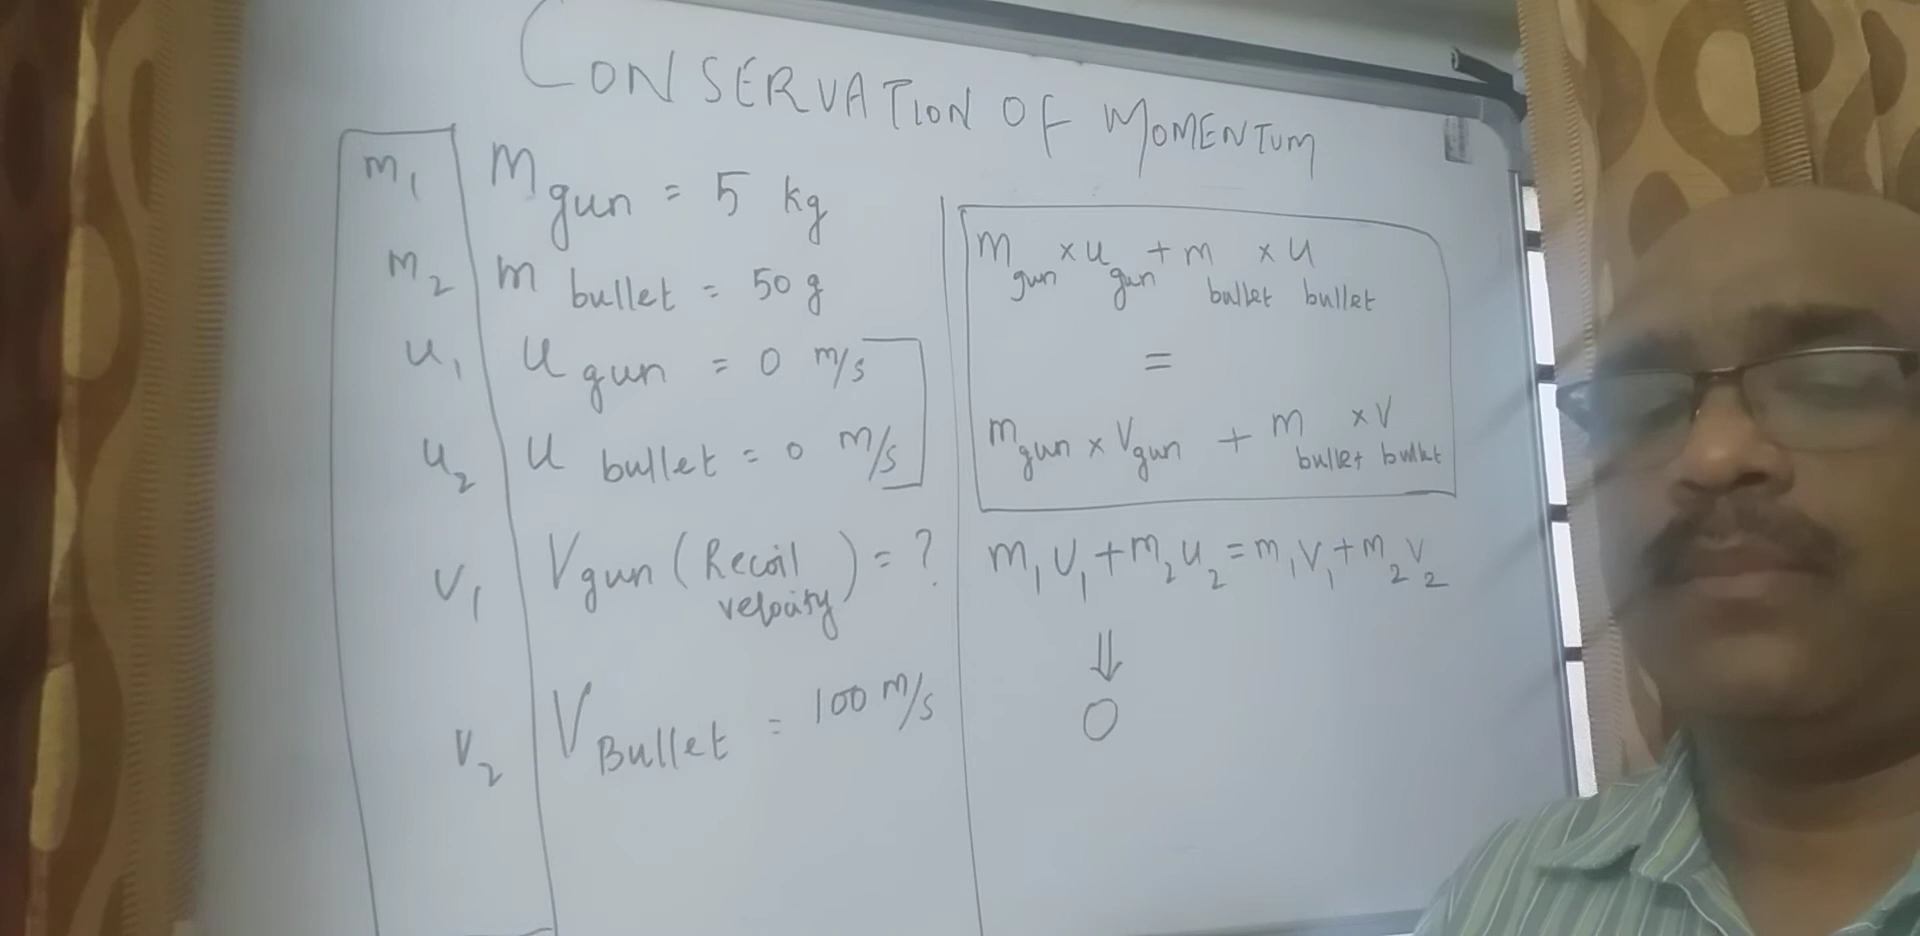 CONSERVATION OF MOMENTUM
m₁ m gun = 5 kg
m₂ m bullet = 50 g
u₁ u gun = 0 m/s
u₂ u bullet = 0 m/s
v₁ V gun (Recoil velocity) = ?
v₂ V Bullet = 100 m/s
m gun × u gun + m bullet × u bullet
=
m gun × V gun + m bullet × V bullet
m₁u₁ + m₂u₂ = m₁v₁ + m₂v₂
⇓
0